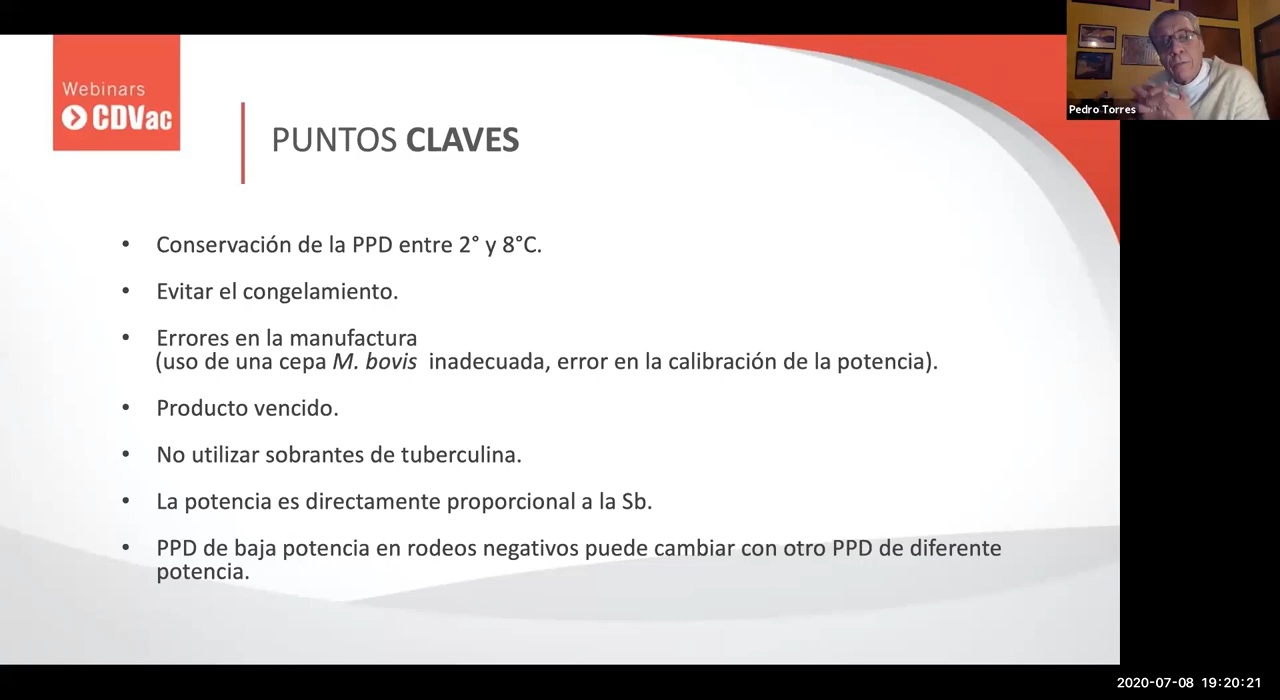 Webinars
CDVac
PUNTOS CLAVES
Pedro Torres
• Conservación de la PPD entre 2° y 8°C.
• Evitar el congelamiento.
• Errores en la manufactura
(uso de una cepa M. bovis inadecuada, error en la calibración de la potencia).
• Producto vencido.
• No utilizar sobrantes de tuberculina.
• La potencia es directamente proporcional a la Sb.
• PPD de baja potencia en rodeos negativos puede cambiar con otro PPD de diferente
potencia.
2020-07-08 19:20:21